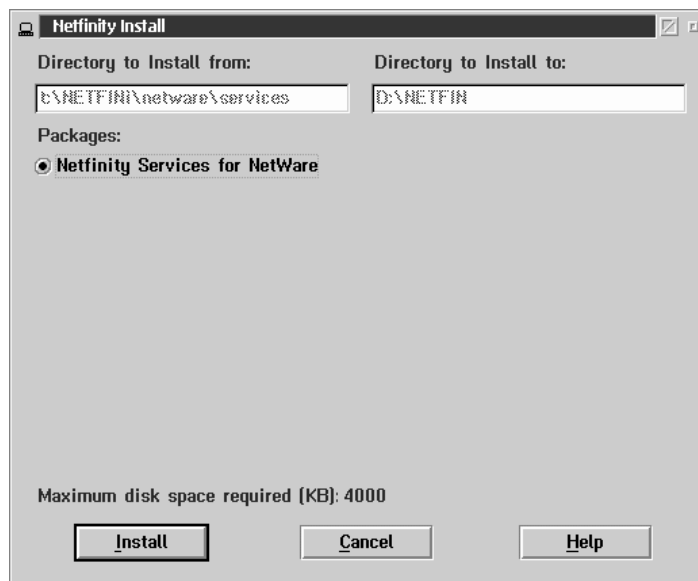 Netfinity Install
Directory to Install from: Directory to Install to:
t:\NETFINi\netware\services D:\NETFIN
Packages:
Netfinity Services for NetWare
Maximum disk space required (KB): 4000
Install Cancel Help